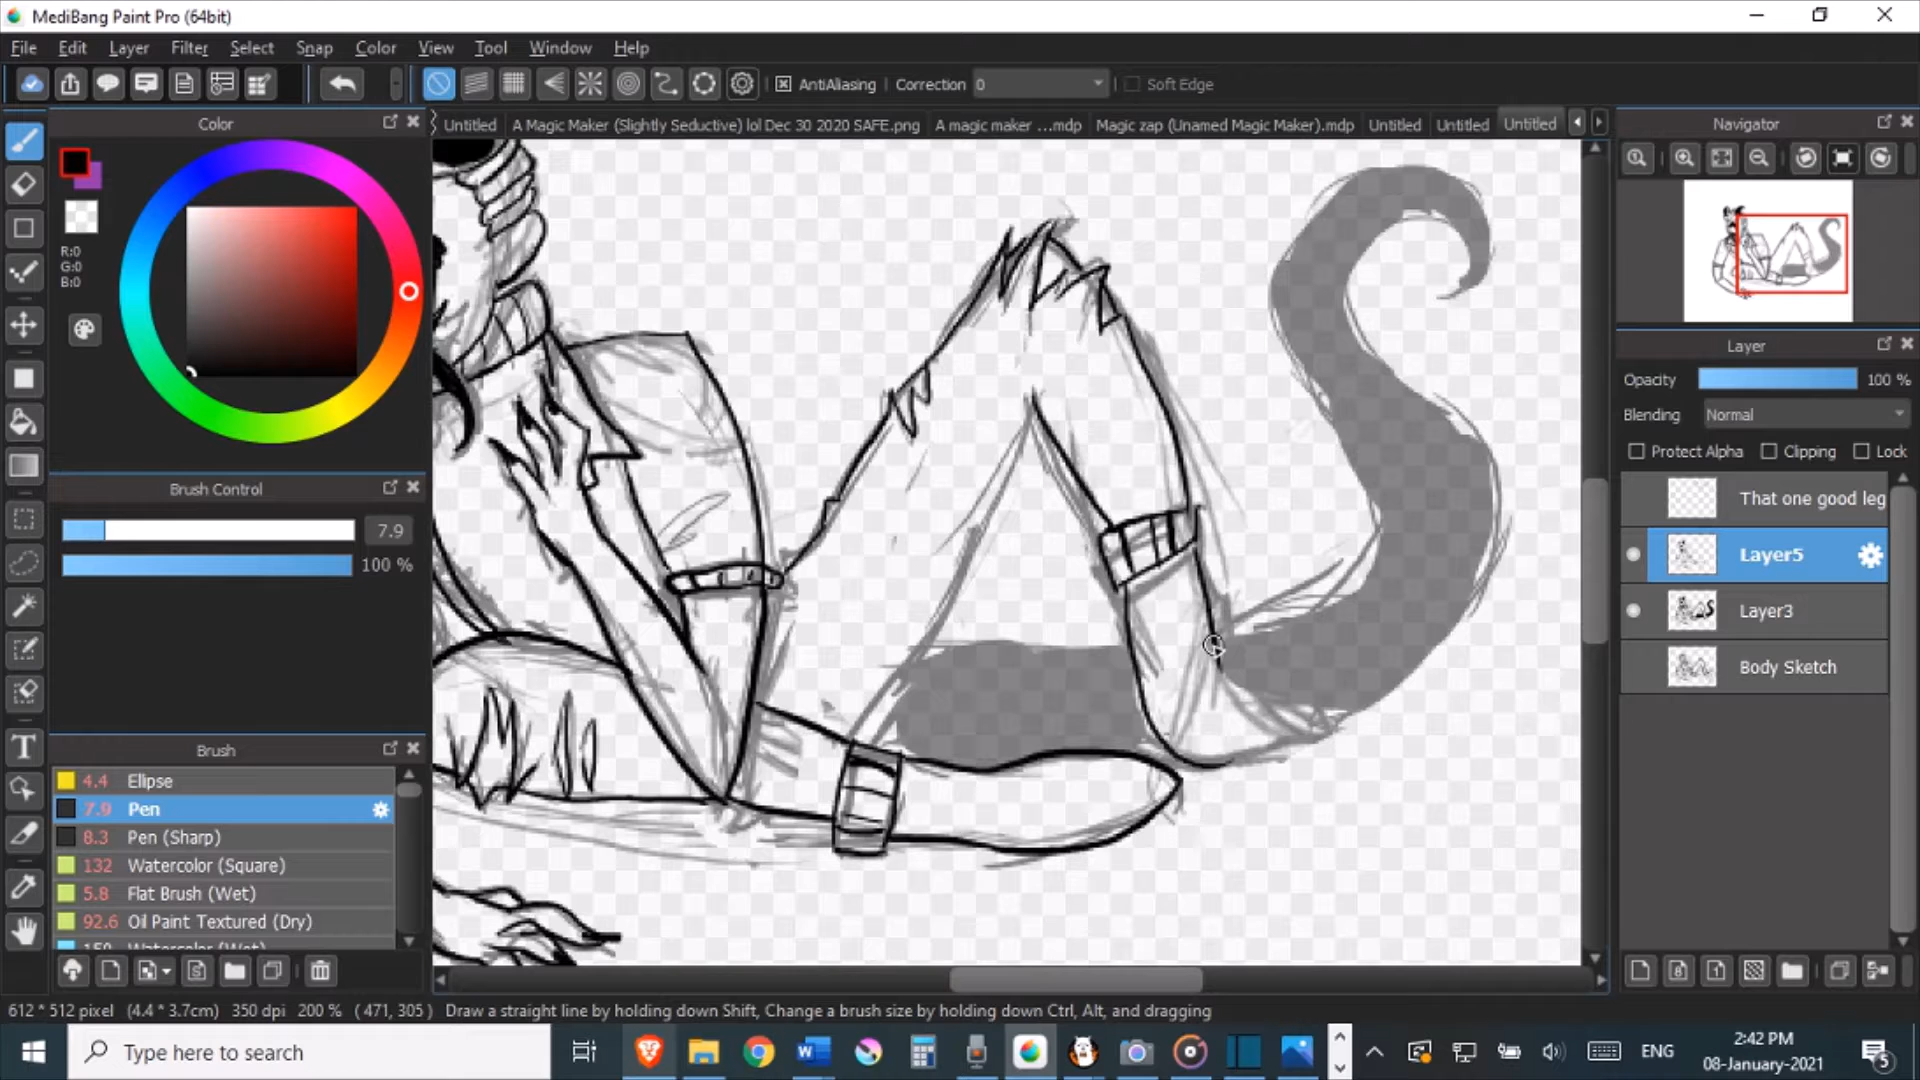 MediBang Paint Pro (64bit)
File Edit Layer Filter Select Snap Color View Tool Window Help
AntiAliasing Correction 0 Soft Edge
Color
Untitled A Magic Maker (Slightly Seductive) lol Dec 30 2020 SAFE.png A magic maker ...mdp Magic zap (Unamed Magic Maker).mdp Untitled Untitled Untitled
Navigator
R:0
G:0
B:0
Layer
Opacity 100 %
Blending Normal
Protect Alpha Clipping Lock
That one good leg
Layer5
Layer3
Body Sketch
Brush Control
7.9
100 %
Brush
4.4 Ellipse
7.9 Pen
8.3 Pen (Sharp)
132 Watercolor (Square)
5.8 Flat Brush (Wet)
92.6 Oil Paint Textured (Dry)
150 Watercolor (Wet)
612 * 512 pixel (4.4 * 3.7cm) 350 dpi 200 % ( 471, 305 ) Draw a straight line by holding down Shift, Change a brush size by holding down Ctrl, Alt, and dragging
Type here to search
ENG
2:42 PM
08-January-2021
5